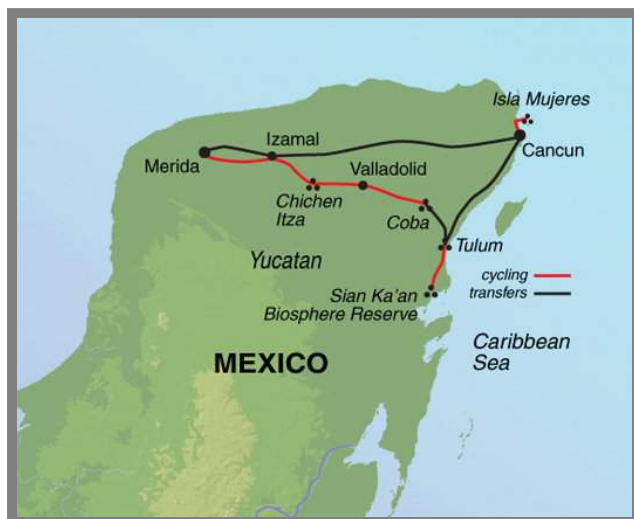 Isla Mujeres
Izamal
Merida
Cancun
Valladolid
Chichen
Itza
Coba
Tulum
Yucatan
cycling
transfers
Sian Ka'an
Biosphere Reserve
Caribbean
Sea
MEXICO